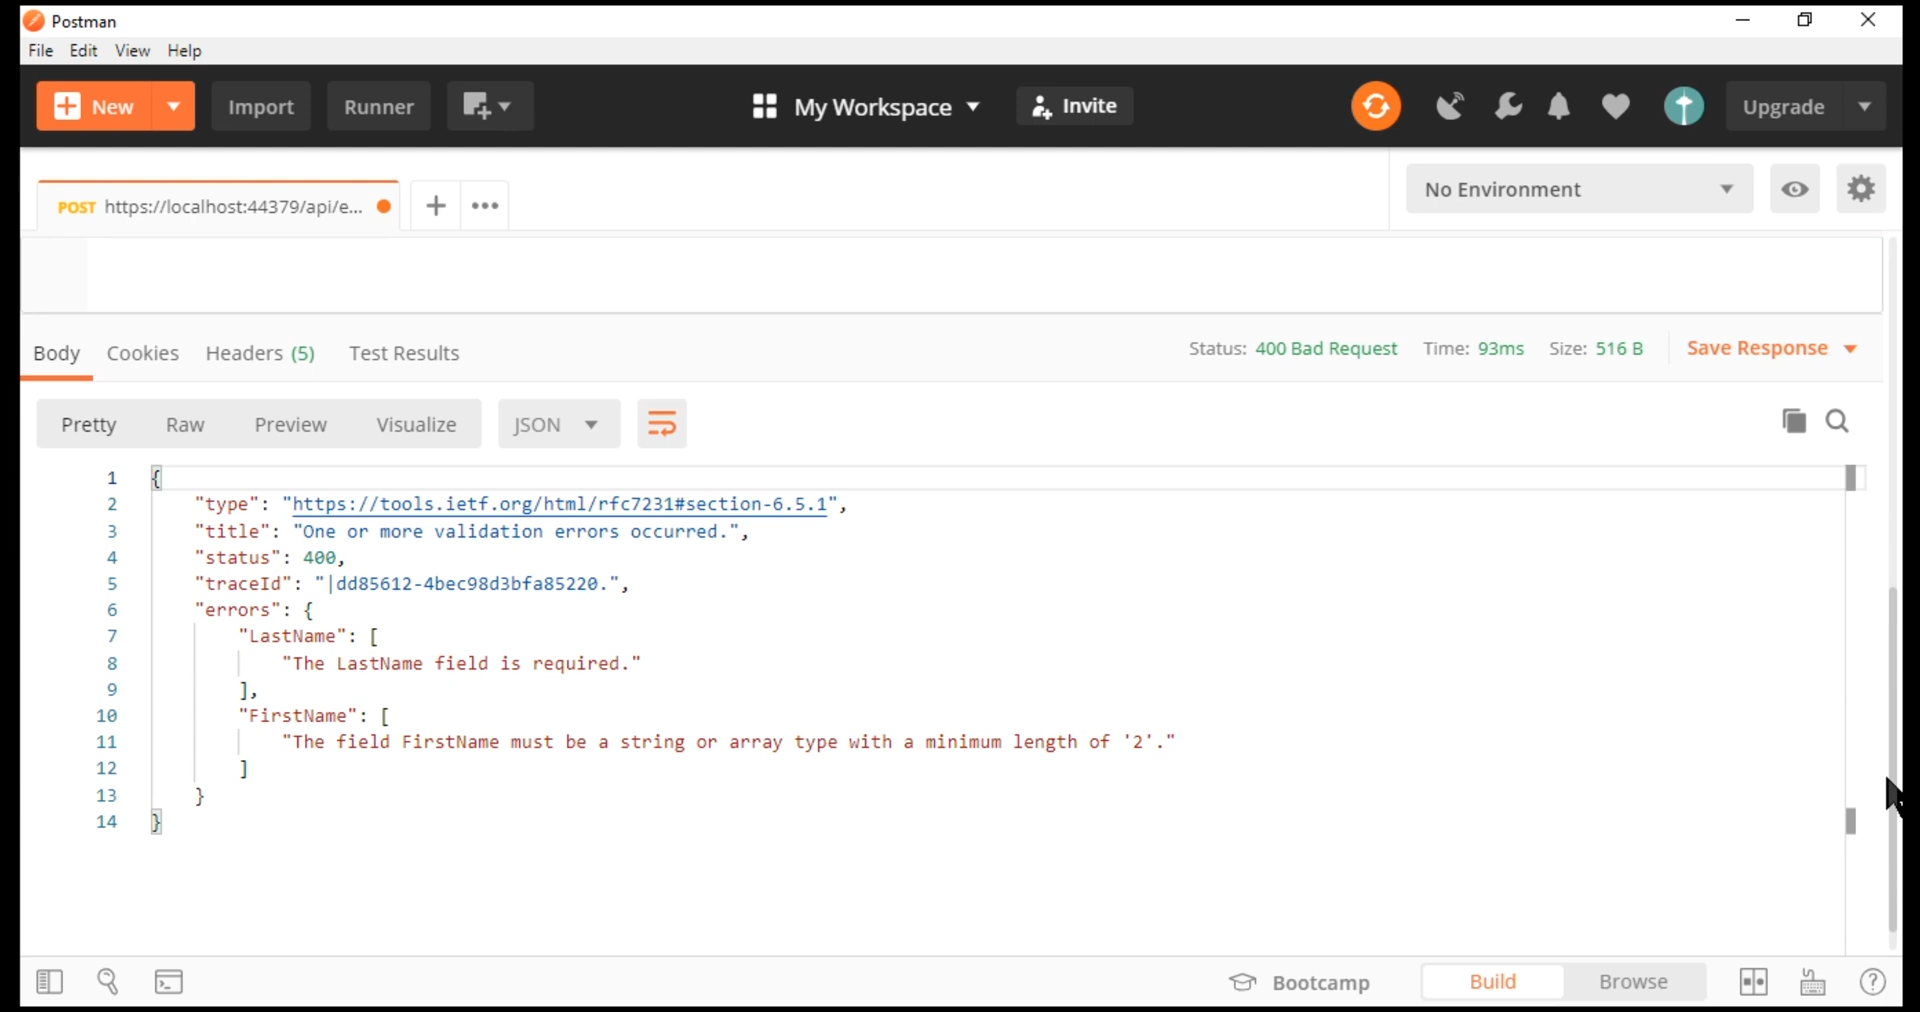 Postman
File Edit View Help
New Import Runner My Workspace Invite Upgrade
POST https://localhost:44379/api/e... No Environment
Body Cookies Headers (5) Test Results Status: 400 Bad Request Time: 93ms Size: 516 B Save Response
Pretty Raw Preview Visualize JSON
1 {
2 "type": "https://tools.ietf.org/html/rfc7231#section-6.5.1",
3 "title": "One or more validation errors occurred.",
4 "status": 400,
5 "traceId": "|dd85612-4bec98d3bfa85220.",
6 "errors": {
7 "LastName": [
8 "The LastName field is required."
9 ],
10 "FirstName": [
11 "The field FirstName must be a string or array type with a minimum length of '2'."
12 ]
13 }
14 }
Bootcamp Build Browse